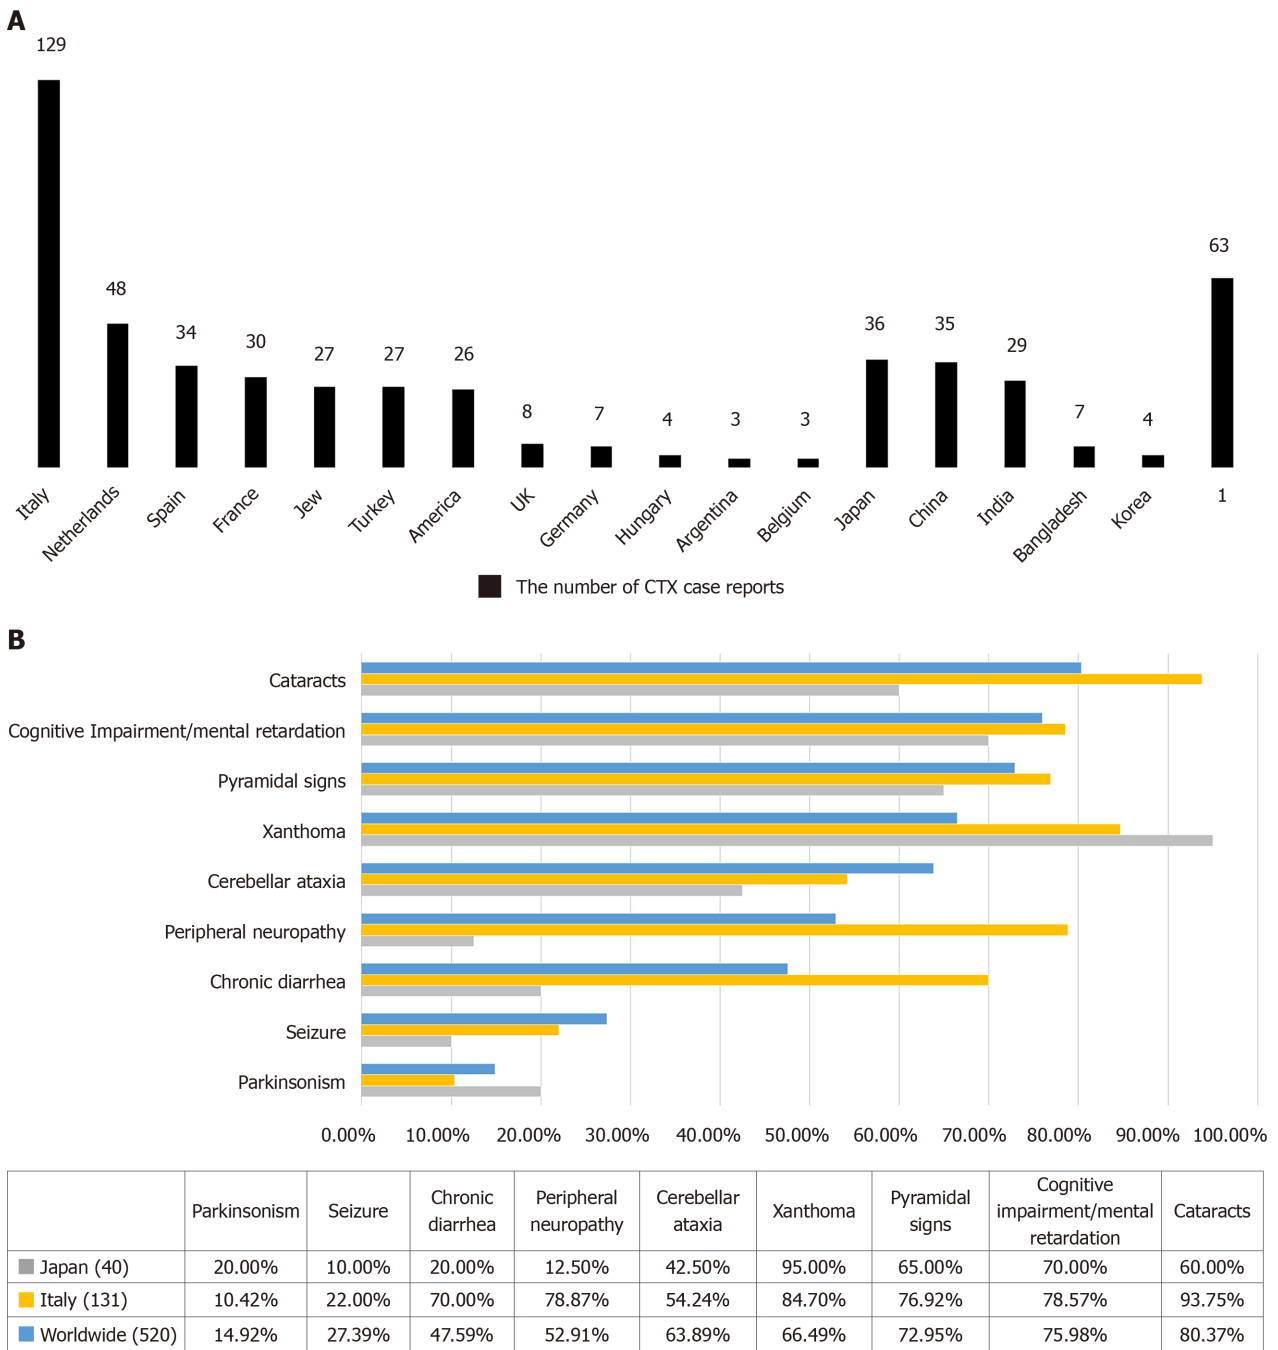 A
129
48
34
30
27
27
26
8
7
4
3
3
36
35
29
7
4
63
Italy
Netherlands
Spain
France
Jew
Turkey
America
UK
Germany
Hungary
Argentina
Belgium
Japan
China
India
Bangladesh
Korea
1
The number of CTX case reports
B
Cataracts
Cognitive Impairment/mental retardation
Pyramidal signs
Xanthoma
Cerebellar ataxia
Peripheral neuropathy
Chronic diarrhea
Seizure
Parkinsonism
0.00% 10.00% 20.00% 30.00% 40.00% 50.00% 60.00% 70.00% 80.00% 90.00% 100.00%
Parkinsonism
Seizure
Chronic
diarrhea
Peripheral
neuropathy
Cerebellar
ataxia
Xanthoma
Pyramidal
signs
Cognitive
impairment/mental
retardation
Cataracts
Japan (40) 20.00% 10.00% 20.00% 12.50% 42.50% 95.00% 65.00% 70.00% 60.00%
Italy (131) 10.42% 22.00% 70.00% 78.87% 54.24% 84.70% 76.92% 78.57% 93.75%
Worldwide (520) 14.92% 27.39% 47.59% 52.91% 63.89% 66.49% 72.95% 75.98% 80.37%